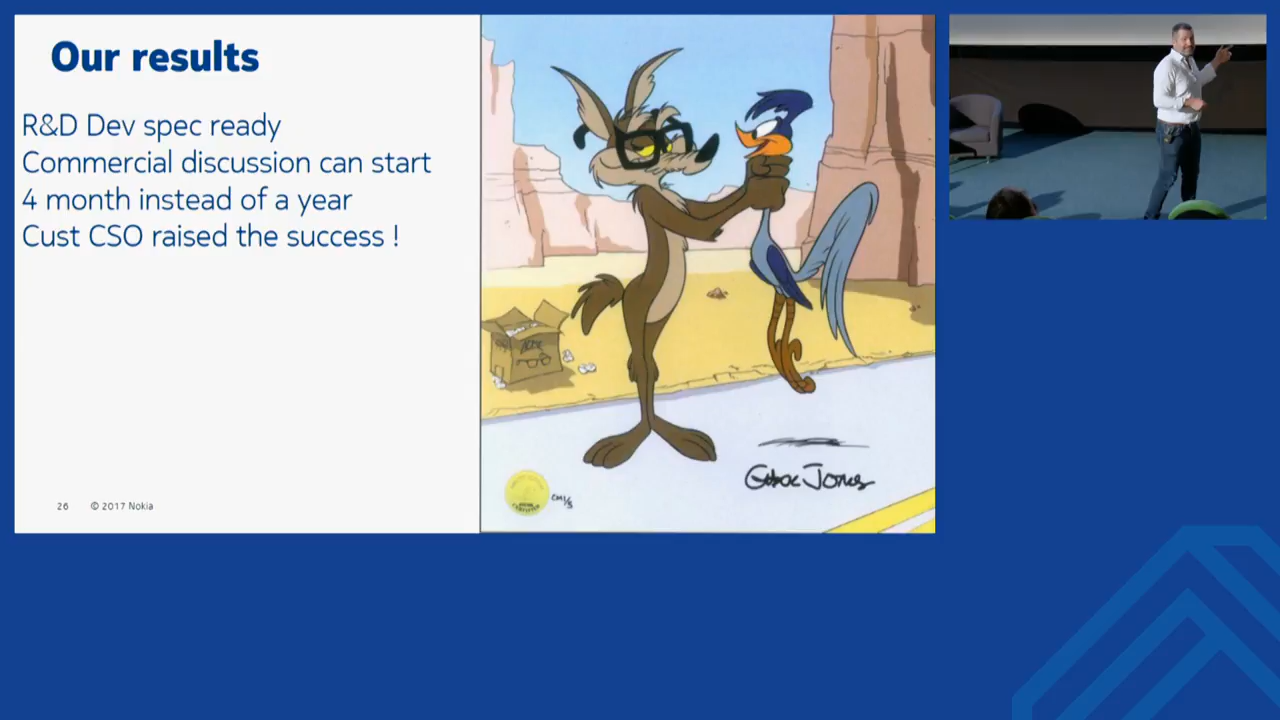 Our results
R&D Dev spec ready
Commercial discussion can start
4 month instead of a year
Cust CSO raised the success !
Chuck Jones
26 © 2017 Nokia